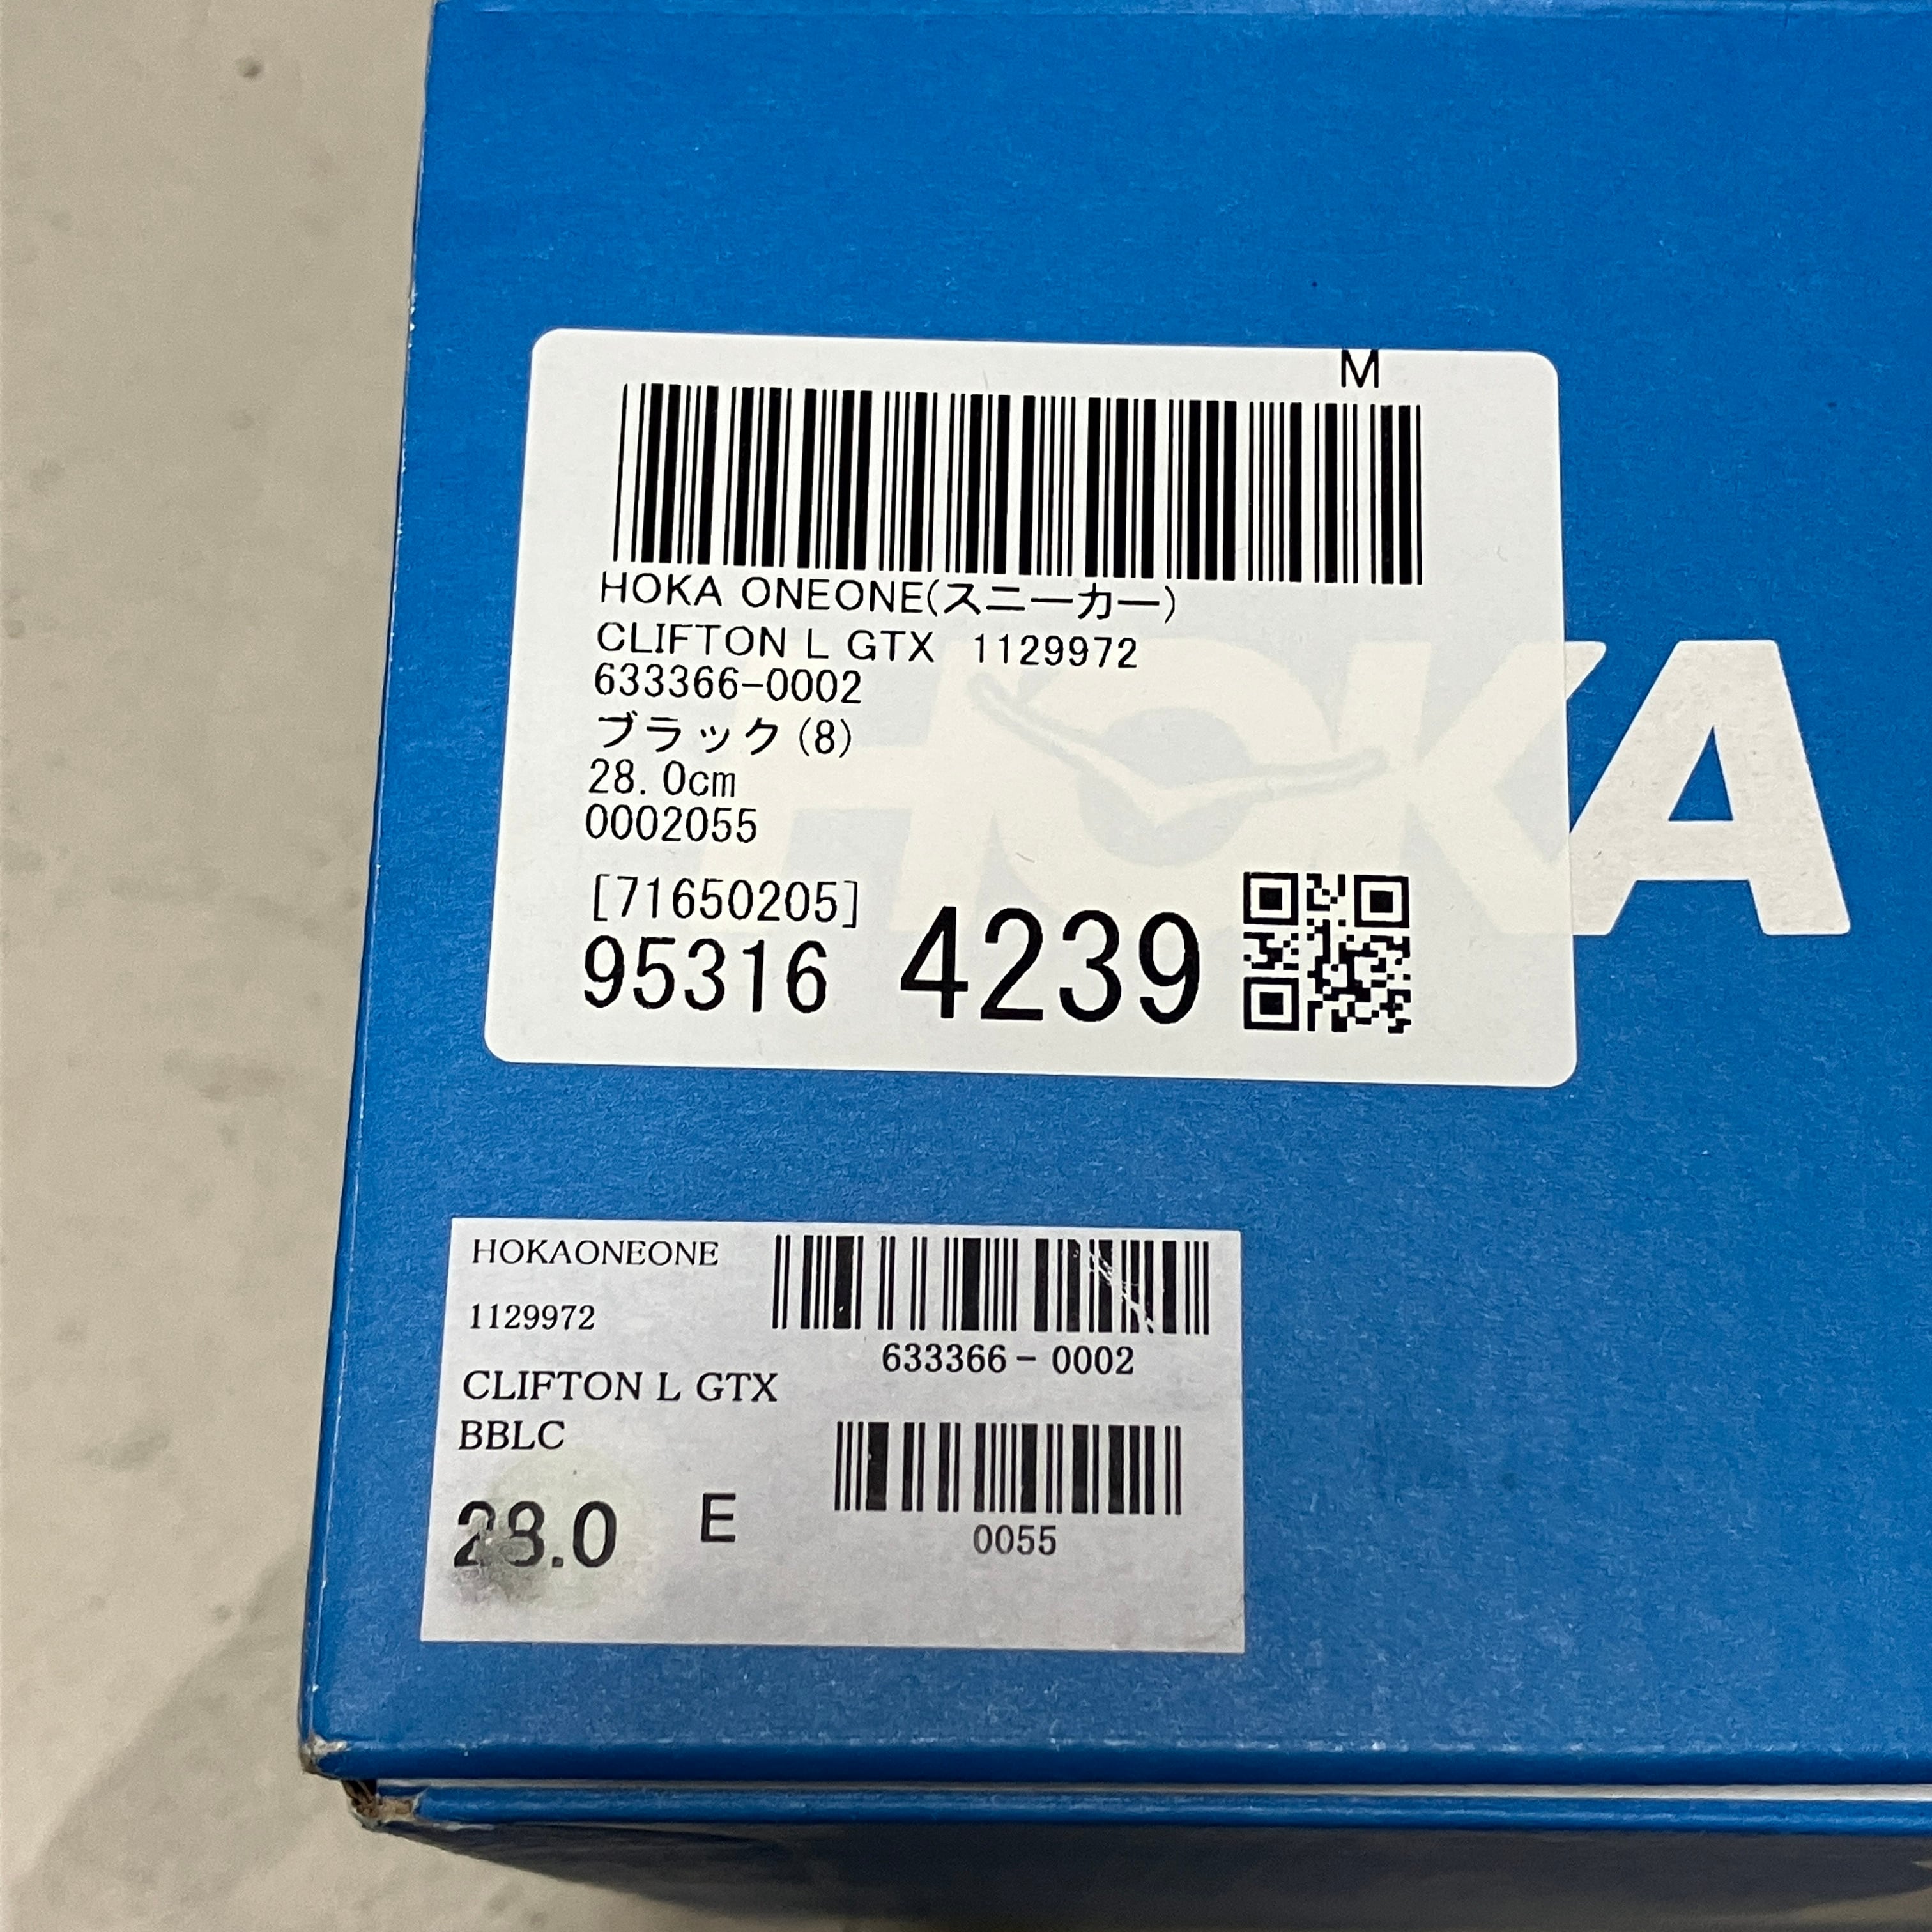 M
HOKA ONEONE(スニーカー)
CLIFTON L GTX 1129972
633366-0002
ブラック(8)
28.0cm
0002055
[71650205]
95316 4239
HOKA
HOKAONEONE
1129972
633366-0002
CLIFTON L GTX
BBLC
28.0 E
0055